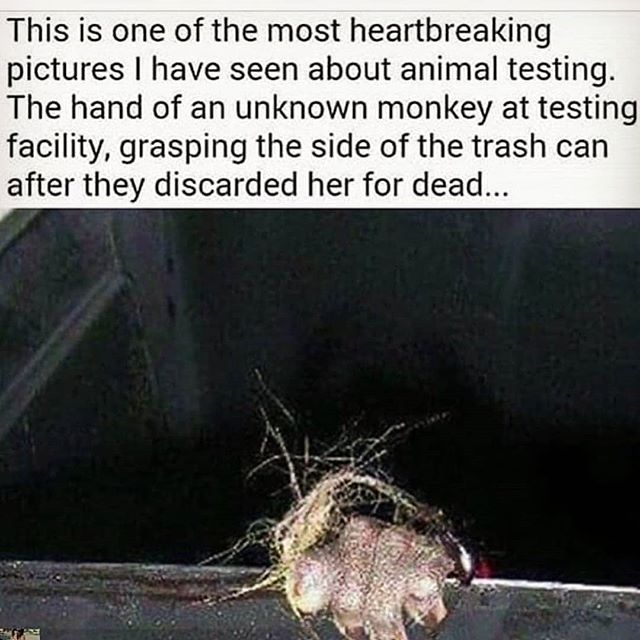 This is one of the most heartbreaking
pictures I have seen about animal testing.
The hand of an unknown monkey at testing
facility, grasping the side of the trash can
after they discarded her for dead...